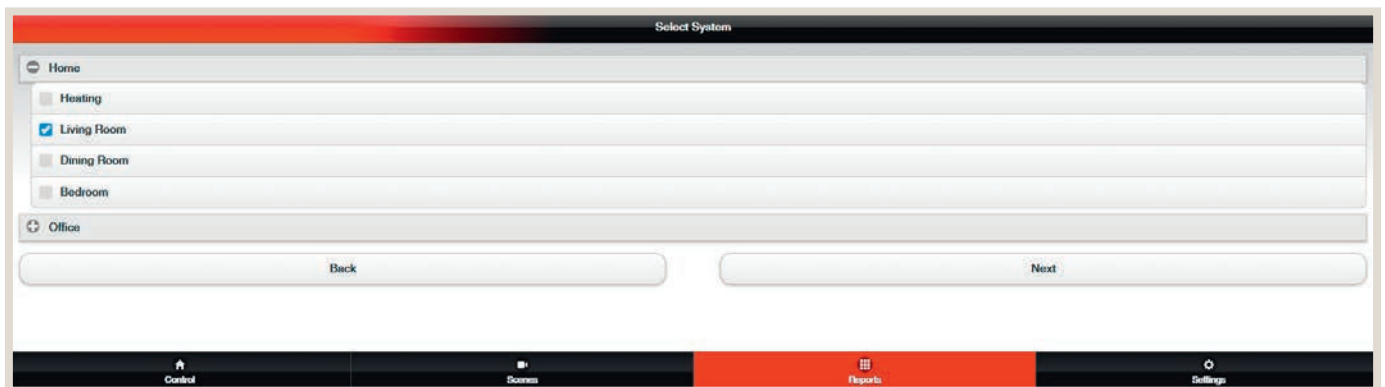 Select System
Home
Heating
Living Room
Dining Room
Bedroom
Office
Back Next
Control Scenes Reports Settings